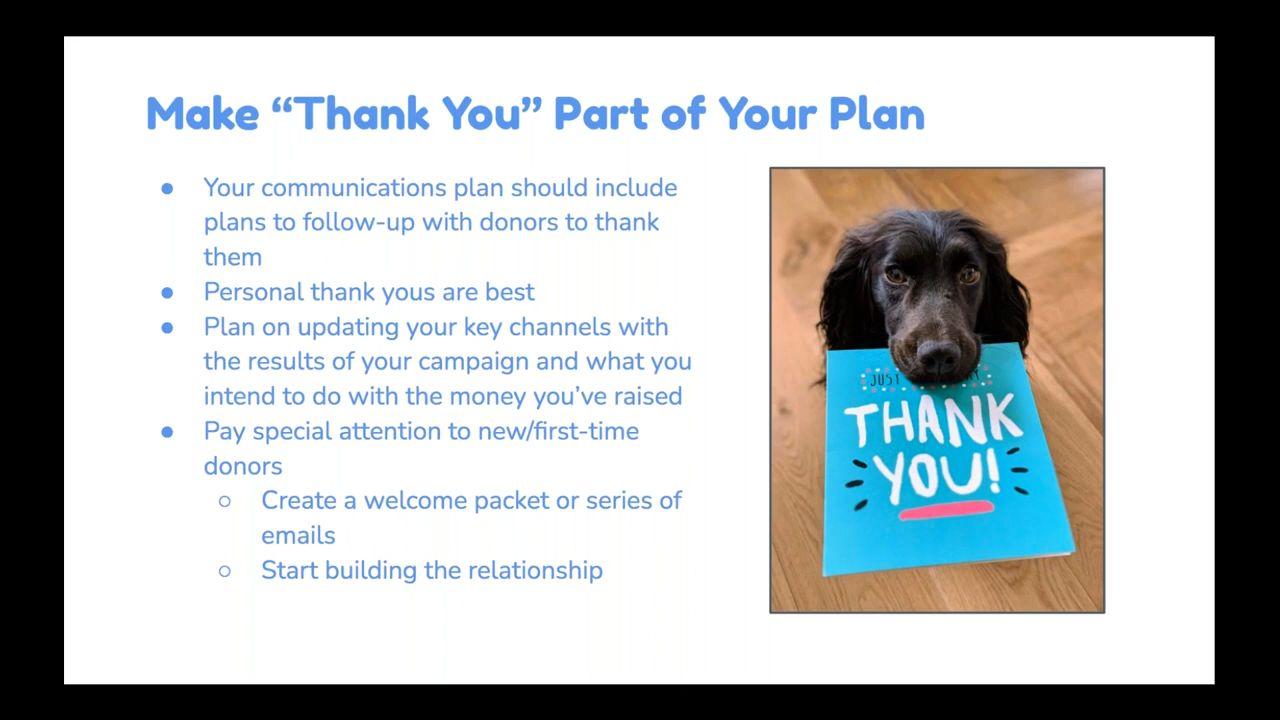 Make “Thank You” Part of Your Plan
● Your communications plan should include
plans to follow-up with donors to thank
them
● Personal thank yous are best
● Plan on updating your key channels with
the results of your campaign and what you
intend to do with the money you’ve raised
● Pay special attention to new/first-time
donors
○ Create a welcome packet or series of
emails
○ Start building the relationship
JUST
THANK
YOU!